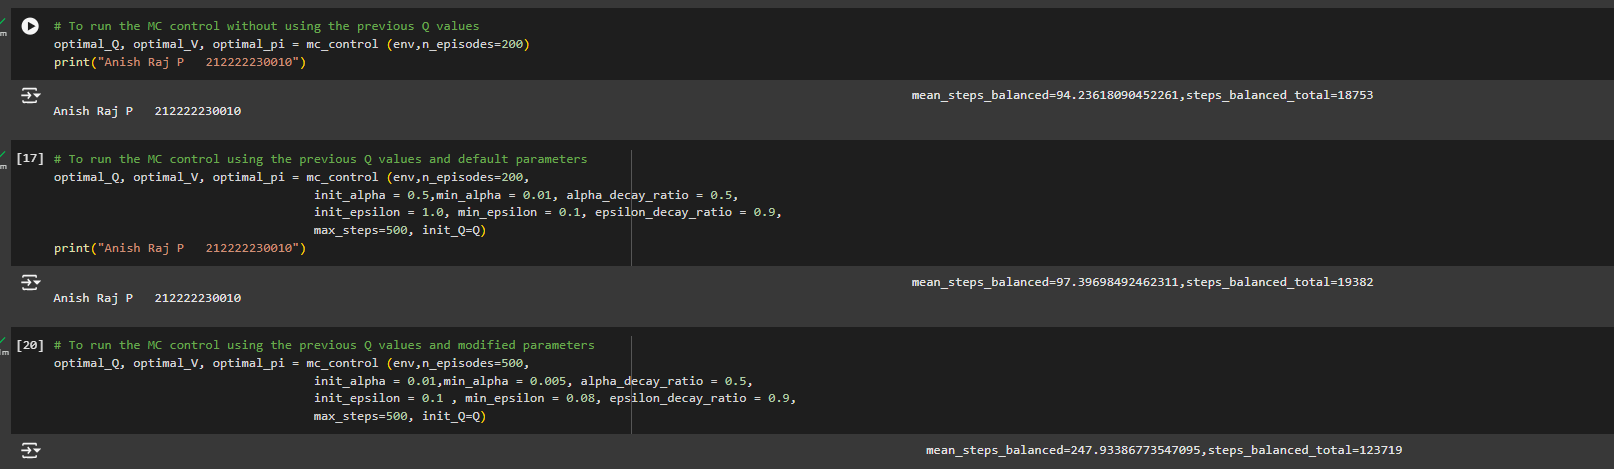 # To run the MC control without using the previous Q values
optimal_Q, optimal_V, optimal_pi = mc_control (env,n_episodes=200)
print("Anish Raj P   212222230010")
mean_steps_balanced=94.23618090452261,steps_balanced_total=18753
Anish Raj P   212222230010
[17] # To run the MC control using the previous Q values and default parameters
optimal_Q, optimal_V, optimal_pi = mc_control (env,n_episodes=200,
init_alpha = 0.5,min_alpha = 0.01, alpha_decay_ratio = 0.5,
init_epsilon = 1.0, min_epsilon = 0.1, epsilon_decay_ratio = 0.9,
max_steps=500, init_Q=Q)
print("Anish Raj P   212222230010")
mean_steps_balanced=97.39698492462311,steps_balanced_total=19382
Anish Raj P   212222230010
[20] # To run the MC control using the previous Q values and modified parameters
optimal_Q, optimal_V, optimal_pi = mc_control (env,n_episodes=500,
init_alpha = 0.01,min_alpha = 0.005, alpha_decay_ratio = 0.5,
init_epsilon = 0.1 , min_epsilon = 0.08, epsilon_decay_ratio = 0.9,
max_steps=500, init_Q=Q)
mean_steps_balanced=247.93386773547095,steps_balanced_total=123719